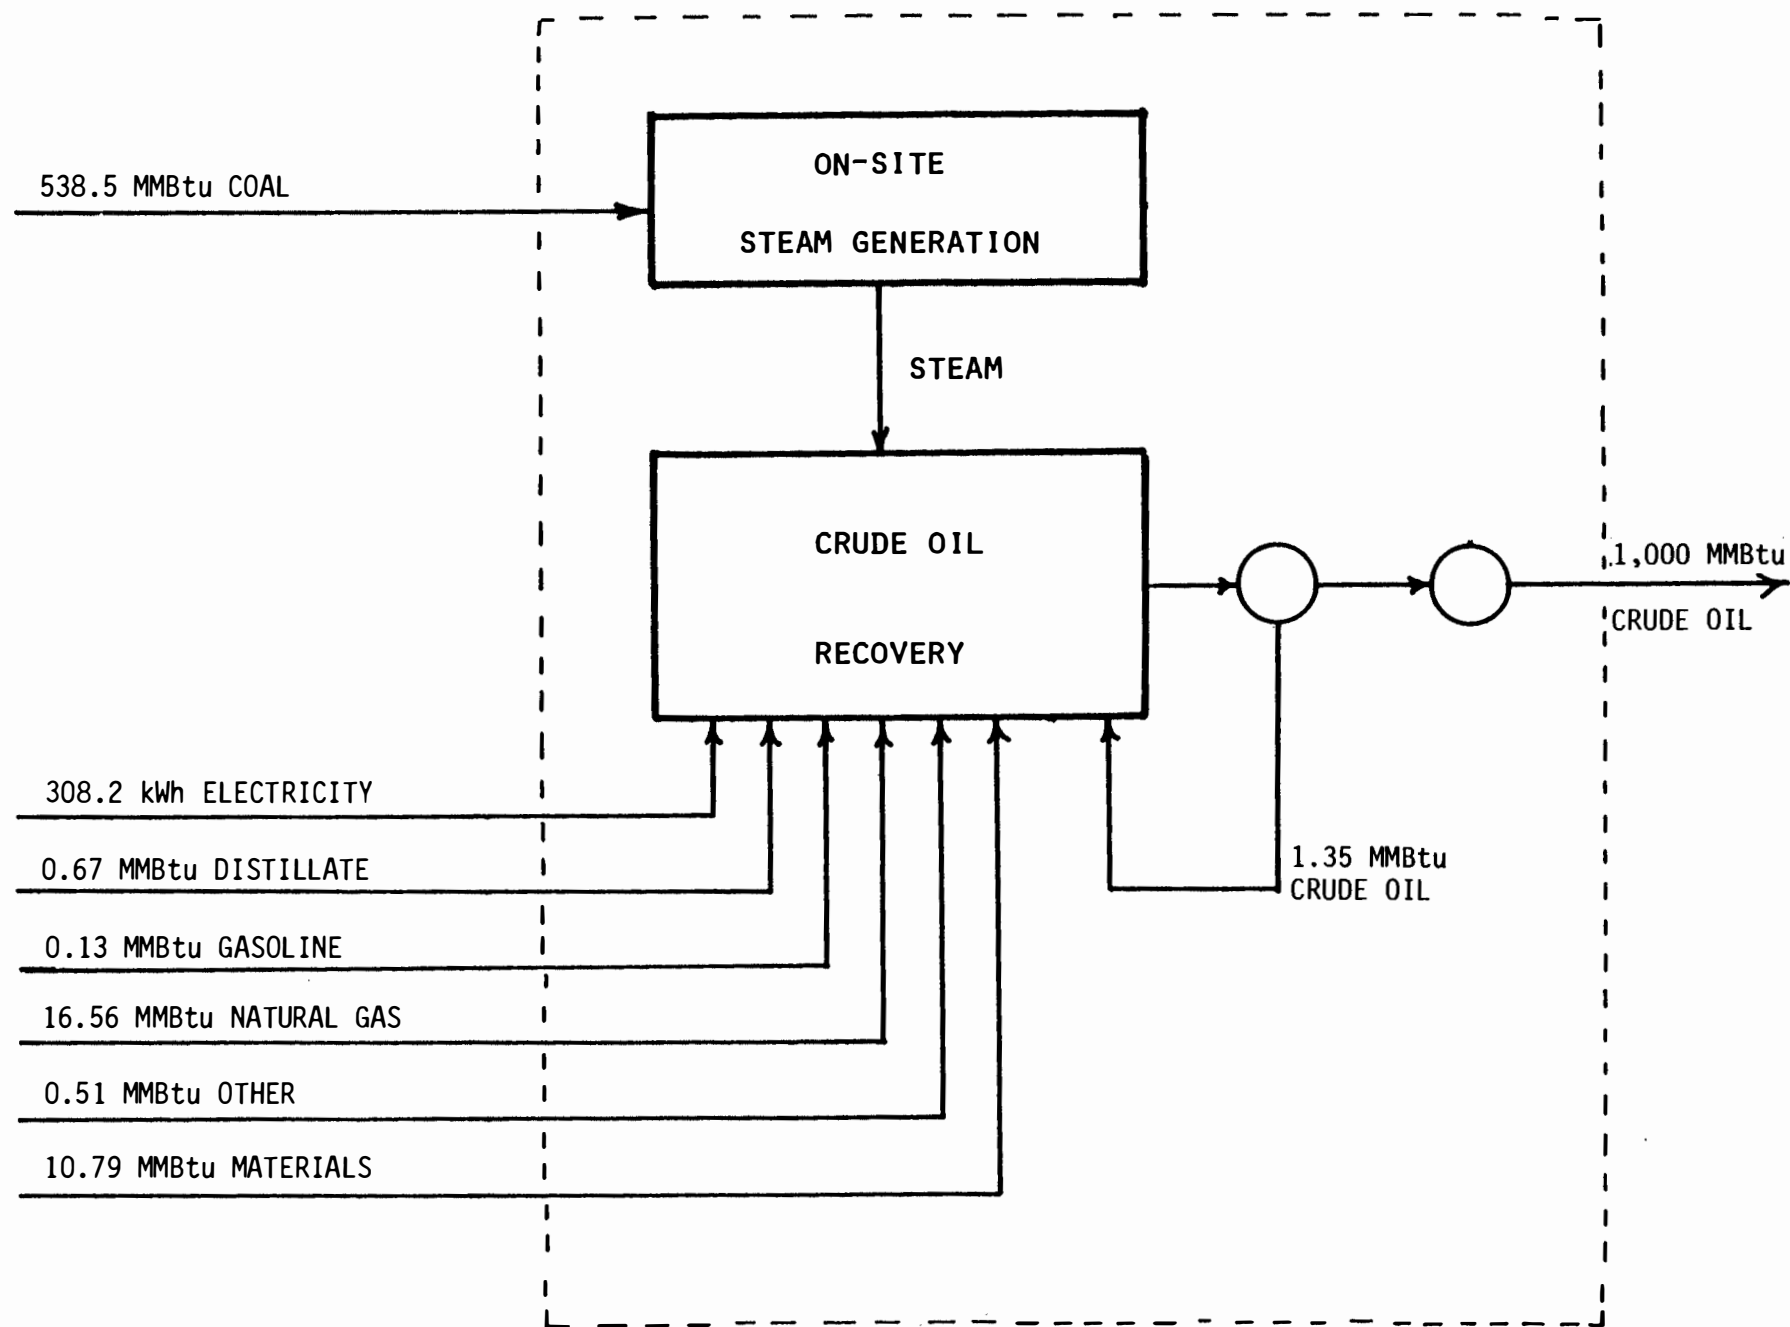 538.5 MMBtu COAL
ON-SITE
STEAM GENERATION
STEAM
CRUDE OIL
RECOVERY
1,000 MMBtu
CRUDE OIL
308.2 kWh ELECTRICITY
0.67 MMBtu DISTILLATE
0.13 MMBtu GASOLINE
16.56 MMBtu NATURAL GAS
0.51 MMBtu OTHER
10.79 MMBtu MATERIALS
1.35 MMBtu
CRUDE OIL